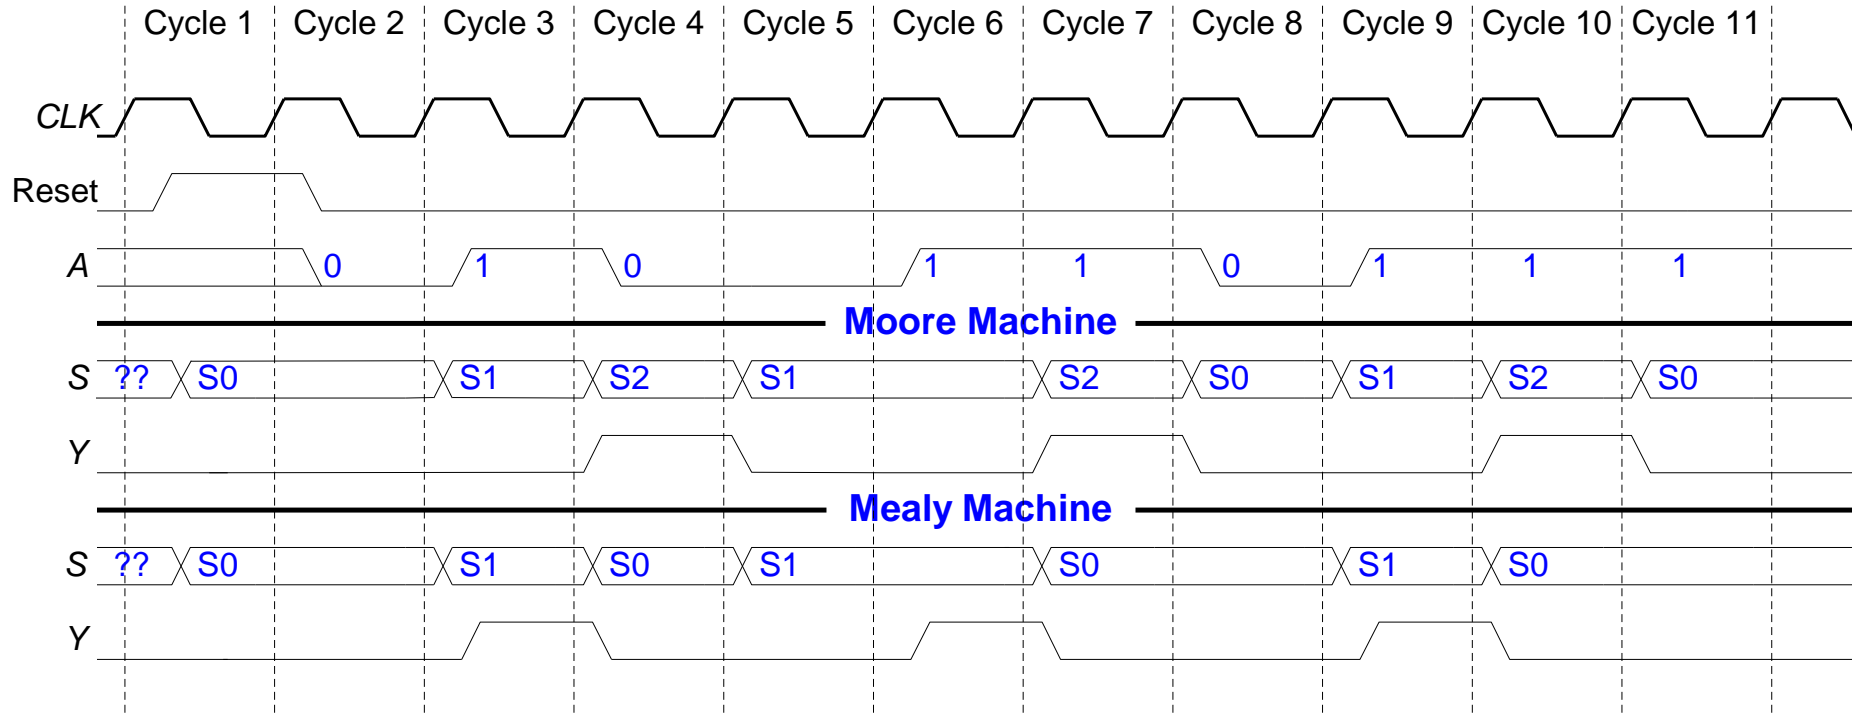 Cycle 1 Cycle 2 Cycle 3 Cycle 4 Cycle 5 Cycle 6 Cycle 7 Cycle 8 Cycle 9 Cycle 10 Cycle 11
CLK
Reset
A 0 1 0 1 1 0 1 1 1
Moore Machine
S ?? S0 S1 S2 S1 S2 S0 S1 S2 S0
Y
Mealy Machine
S ?? S0 S1 S0 S1 S0 S1 S0
Y